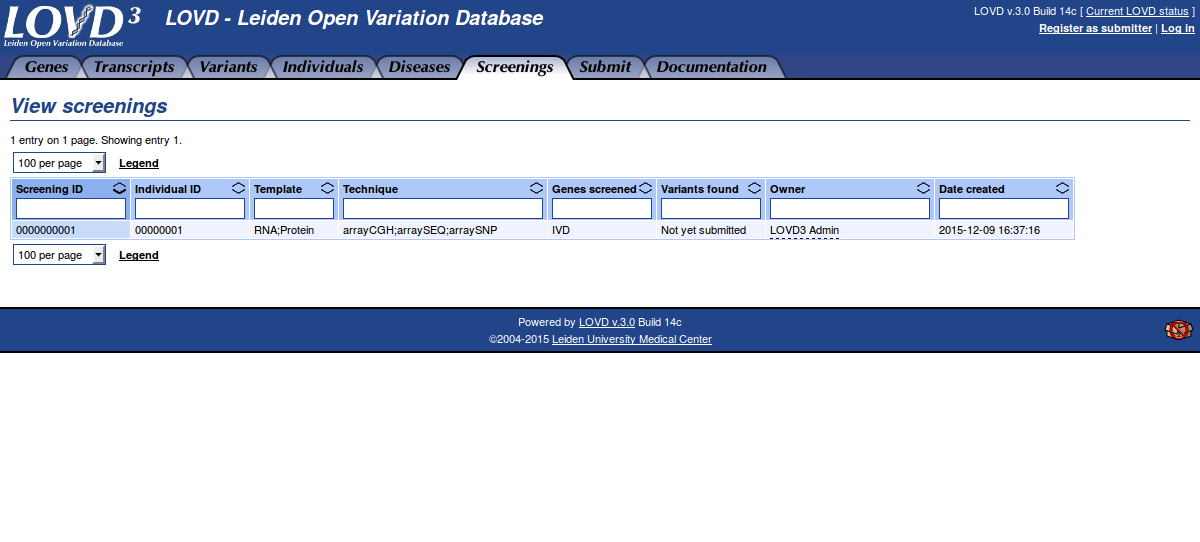 LOVD 3
Leiden Open Variation Database
LOVD - Leiden Open Variation Database
LOVD v.3.0 Build 14c [ Current LOVD status ]
Register as submitter | Log in
Genes Transcripts Variants Individuals Diseases Screenings Submit Documentation
View screenings
1 entry on 1 page. Showing entry 1.
100 per page Legend
Screening ID Individual ID Template Technique Genes screened Variants found Owner Date created
0000000001 00000001 RNA;Protein arrayCGH;arraySEQ;arraySNP IVD Not yet submitted LOVD3 Admin 2015-12-09 16:37:16
100 per page Legend
Powered by LOVD v.3.0 Build 14c
©2004-2015 Leiden University Medical Center